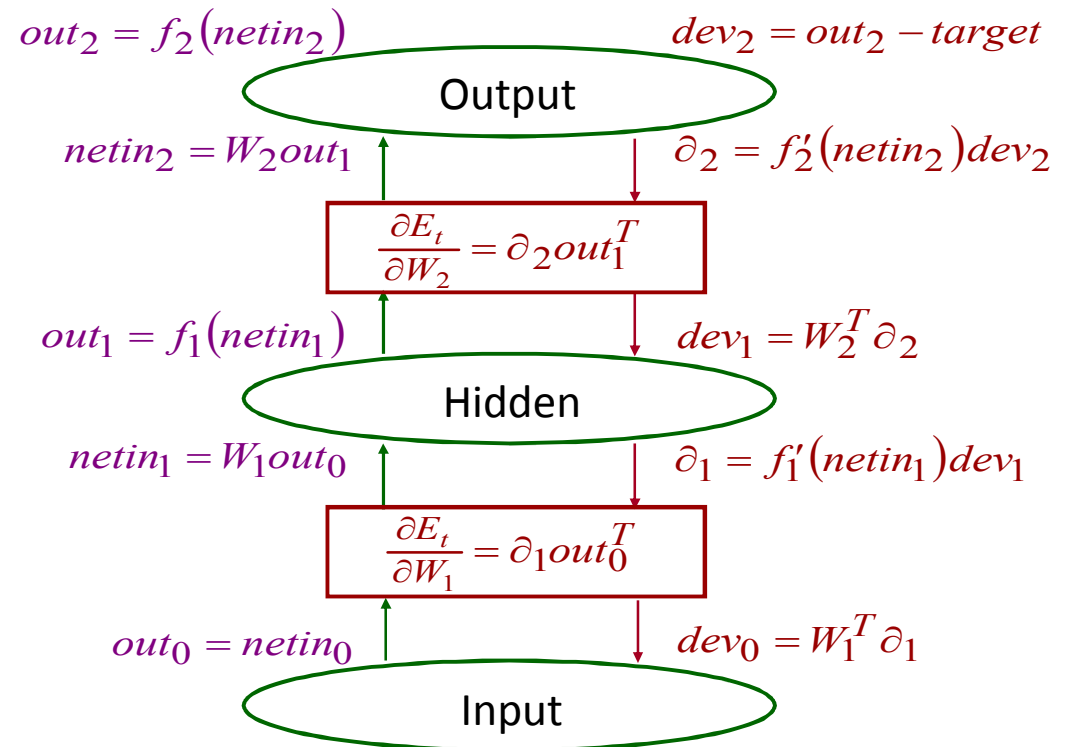 out₂ = f₂(netin₂) dev₂ = out₂ − target
Output
netin₂ = W₂out₁ ∂₂ = f₂′(netin₂)dev₂
∂Eₜ/∂W₂ = ∂₂out₁ᵀ
out₁ = f₁(netin₁) dev₁ = W₂ᵀ∂₂
Hidden
netin₁ = W₁out₀ ∂₁ = f₁′(netin₁)dev₁
∂Eₜ/∂W₁ = ∂₁out₀ᵀ
out₀ = netin₀ dev₀ = W₁ᵀ∂₁
Input